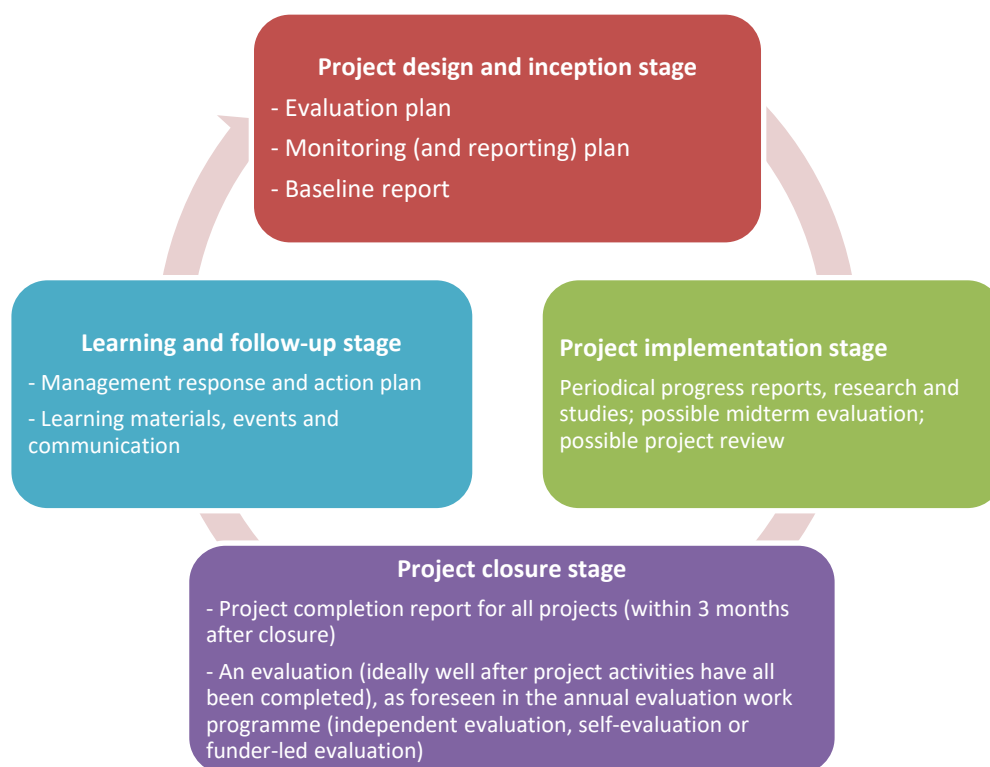 Project design and inception stage
- Evaluation plan
- Monitoring (and reporting) plan
- Baseline report
Learning and follow-up stage
- Management response and action plan
- Learning materials, events and
communication
Project implementation stage
Periodical progress reports, research and
studies; possible midterm evaluation;
possible project review
Project closure stage
- Project completion report for all projects (within 3 months
after closure)
- An evaluation (ideally well after project activities have all
been completed), as foreseen in the annual evaluation work
programme (independent evaluation, self-evaluation or
funder-led evaluation)